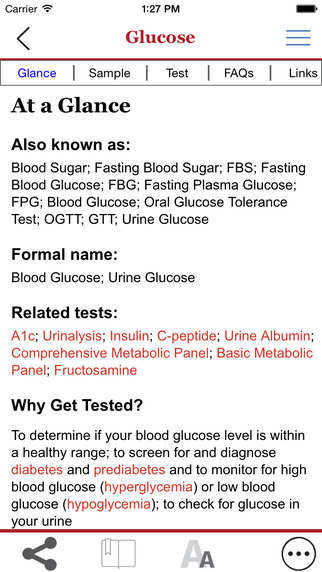 Carrier 1:27 PM
Glucose
Glance | Sample | Test | FAQs | Links
At a Glance
Also known as:
Blood Sugar; Fasting Blood Sugar; FBS; Fasting
Blood Glucose; FBG; Fasting Plasma Glucose;
FPG; Blood Glucose; Oral Glucose Tolerance
Test; OGTT; GTT; Urine Glucose
Formal name:
Blood Glucose; Urine Glucose
Related tests:
A1c; Urinalysis; Insulin; C-peptide; Urine Albumin;
Comprehensive Metabolic Panel; Basic Metabolic
Panel; Fructosamine
Why Get Tested?
To determine if your blood glucose level is within
a healthy range; to screen for and diagnose
diabetes and prediabetes and to monitor for high
blood glucose (hyperglycemia) or low blood
glucose (hypoglycemia); to check for glucose in
your urine
AA